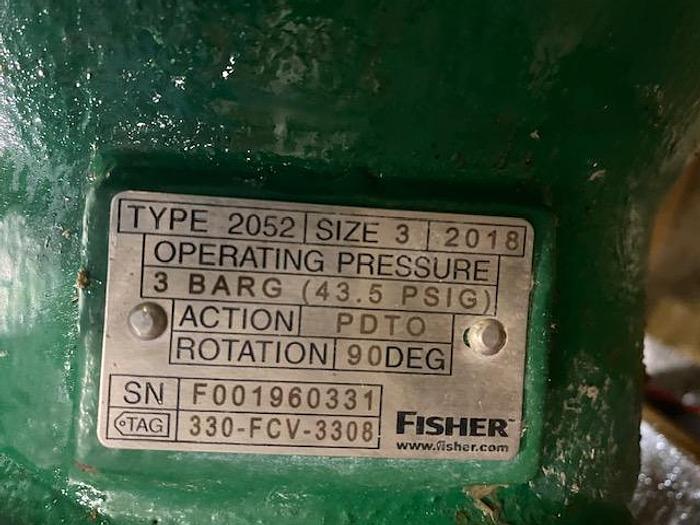 TYPE 2052 SIZE 3 2018
OPERATING PRESSURE
3 BARG (43.5 PSIG)
ACTION PDTO
ROTATION 90DEG
SN F001960331
TAG 330-FCV-3308
FISHER™
www.fisher.com